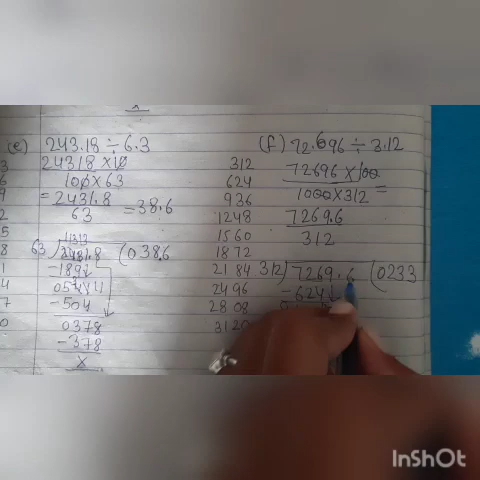 (e) 243.18 ÷ 6.3
24318 × 10
100 × 63
= 2431.8
63
= 38.6
63) 2431.8 (038.6
- 189↓
054
- 504
0378
- 378
x
312
624
936
1248
1560
1872
2184
2496
2808
3120
(f) 72.696 ÷ 3.12
72696 × 100
1000 × 312
=
7269.6
312
312) 7269.6 (0233
- 624↓
InShOt